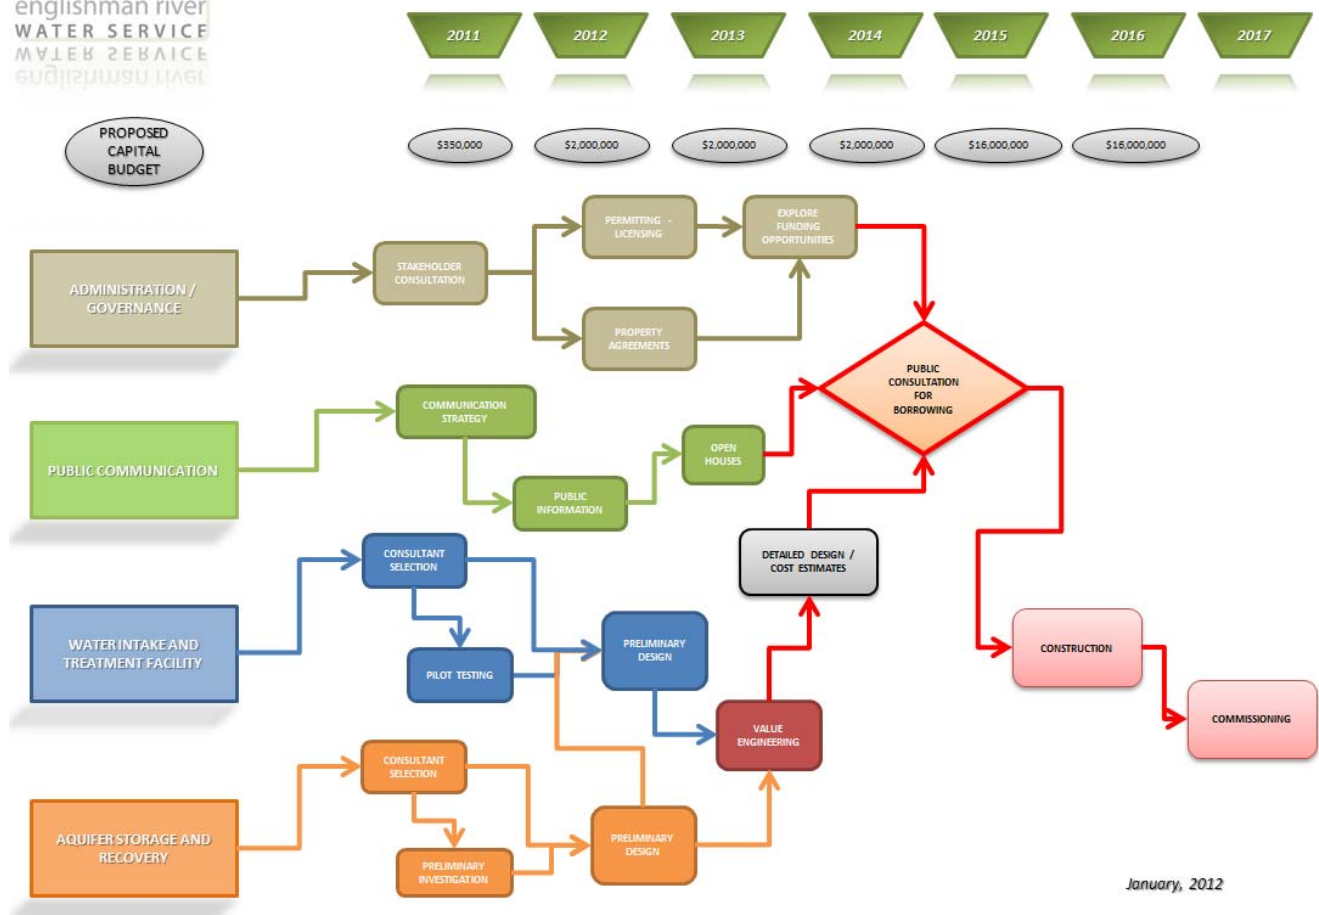 englishman river
WATER SERVICE
2011
2012
2013
2014
2015
2016
2017
PROPOSED
CAPITAL
BUDGET
$350,000
$2,000,000
$2,000,000
$2,000,000
$16,000,000
$16,000,000
ADMINISTRATION /
GOVERNANCE
STAKEHOLDER
CONSULTATION
PERMITTING -
LICENSING
EXPLORE
FUNDING
OPPORTUNITIES
PROPERTY
AGREEMENTS
PUBLIC
CONSULTATION
FOR
BORROWING
PUBLIC COMMUNICATION
COMMUNICATION
STRATEGY
PUBLIC
INFORMATION
OPEN
HOUSES
DETAILED DESIGN /
COST ESTIMATES
WATER INTAKE AND
TREATMENT FACILITY
CONSULTANT
SELECTION
PILOT TESTING
PRELIMINARY
DESIGN
VALUE
ENGINEERING
CONSTRUCTION
COMMISSIONING
AQUIFER STORAGE AND
RECOVERY
CONSULTANT
SELECTION
PRELIMINARY
INVESTIGATION
PRELIMINARY
DESIGN
January, 2012